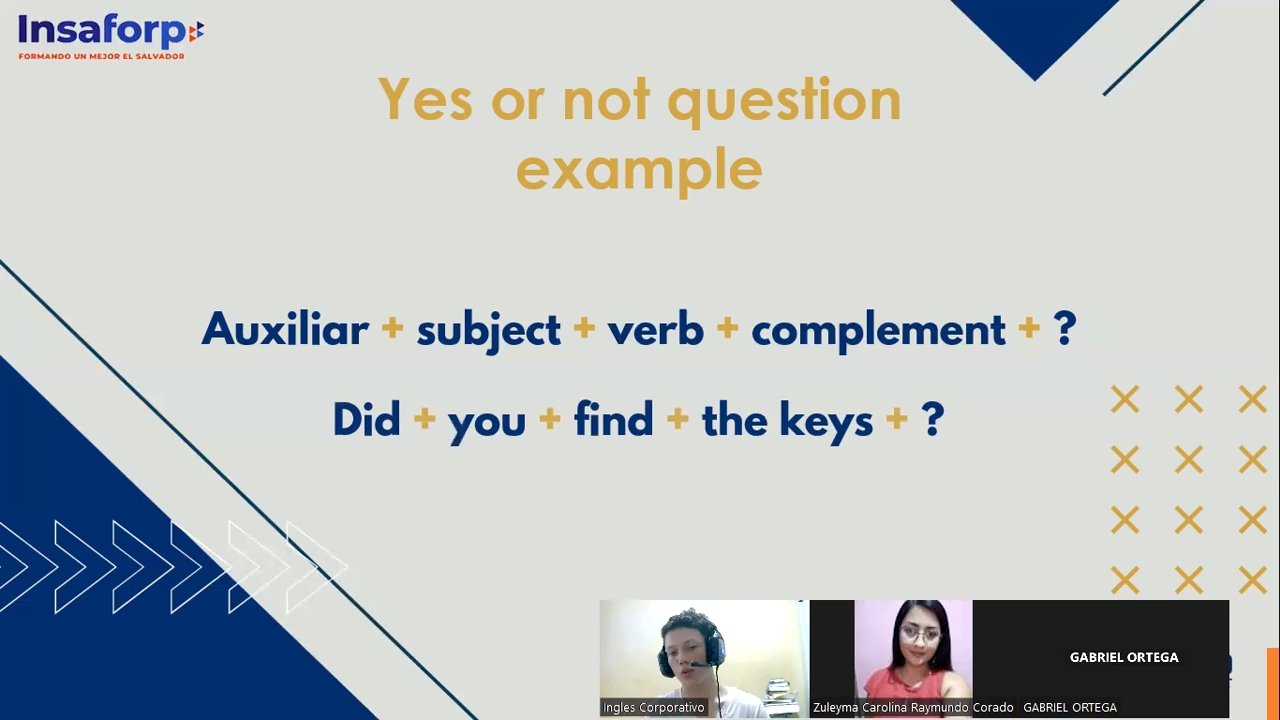 Insaforp
FORMANDO UN MEJOR EL SALVADOR
Yes or not question
example
Auxiliar + subject + verb + complement + ?
Did + you + find + the keys + ?
GABRIEL ORTEGA
Ingles Corporativo
Zuleyma Carolina Raymundo Corado
GABRIEL ORTEGA